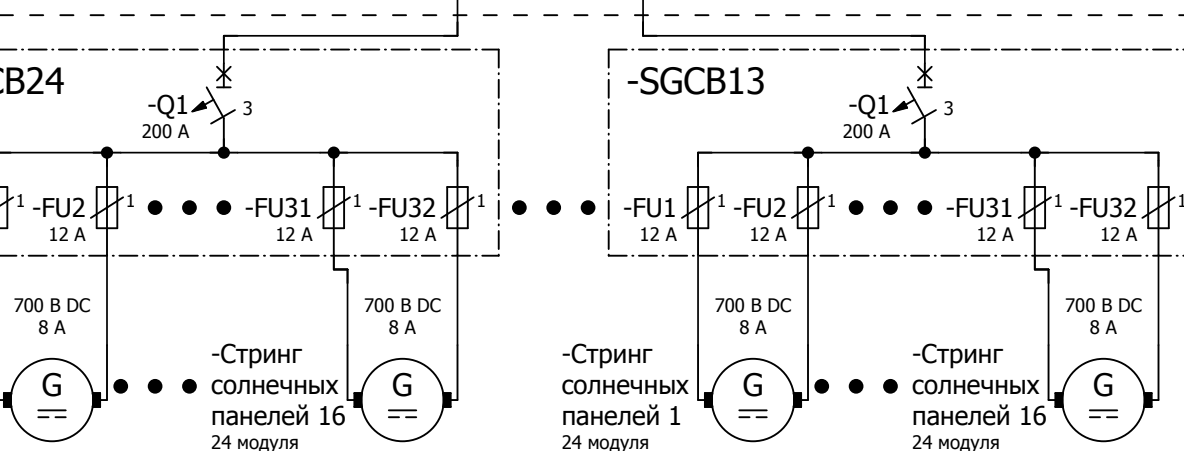 CB24
-Q1
200 A
3
1
-FU2
12 A
1
-FU31
12 A
1
-FU32
12 A
1
700 В DC
8 А
700 В DC
8 А
G
-Стринг
солнечных
панелей 16
24 модуля
G
-SGCB13
-Q1
200 A
3
-FU1
12 A
1
-FU2
12 A
1
-FU31
12 A
1
-FU32
12 A
1
700 В DC
8 А
700 В DC
8 А
-Стринг
солнечных
панелей 1
24 модуля
G
-Стринг
солнечных
панелей 16
24 модуля
G